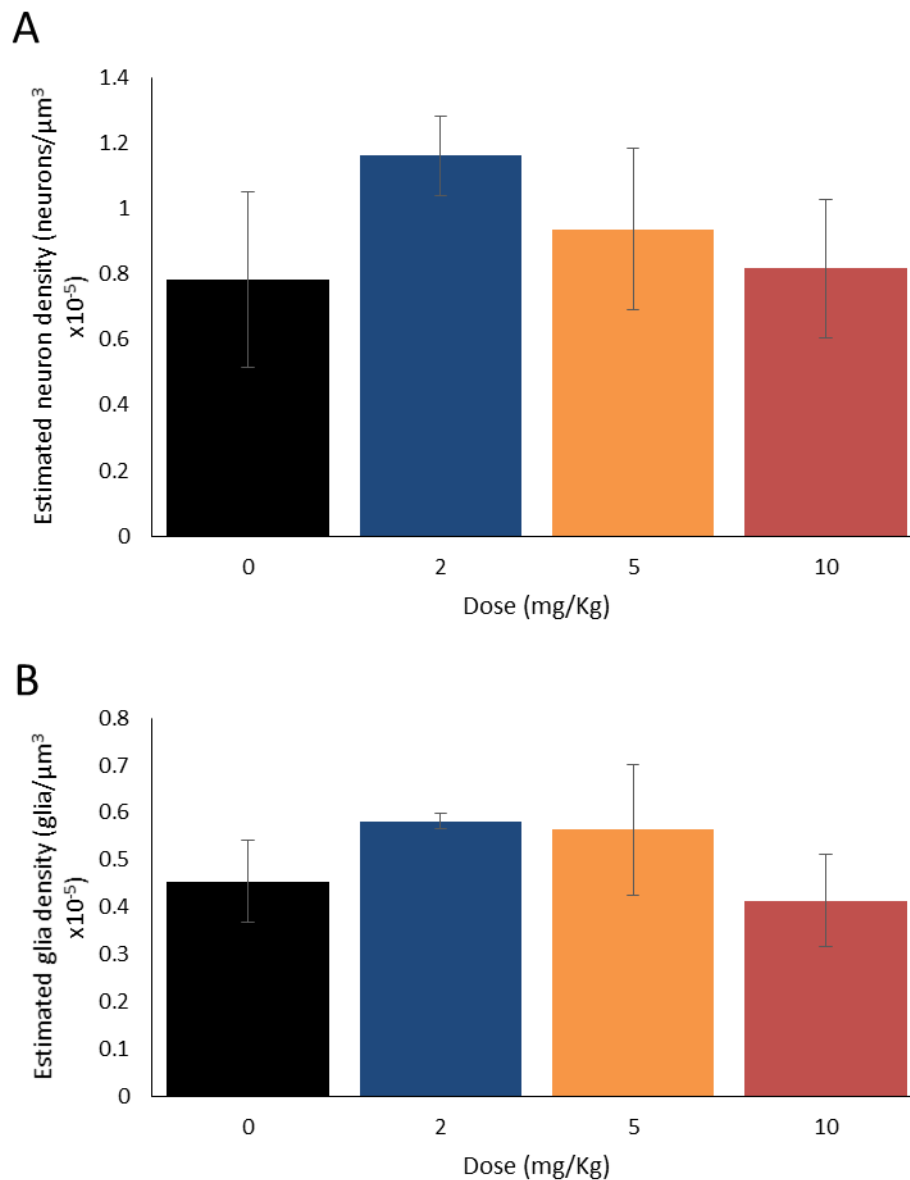 A
Estimated neuron density (neurons/µm³
x10⁻⁵)
1.4
1.2
1
0.8
0.6
0.4
0.2
0
0 2 5 10
Dose (mg/Kg)
B
Estimated glia density (glia/µm³
x10⁻⁵)
0.8
0.7
0.6
0.5
0.4
0.3
0.2
0.1
0
0 2 5 10
Dose (mg/Kg)